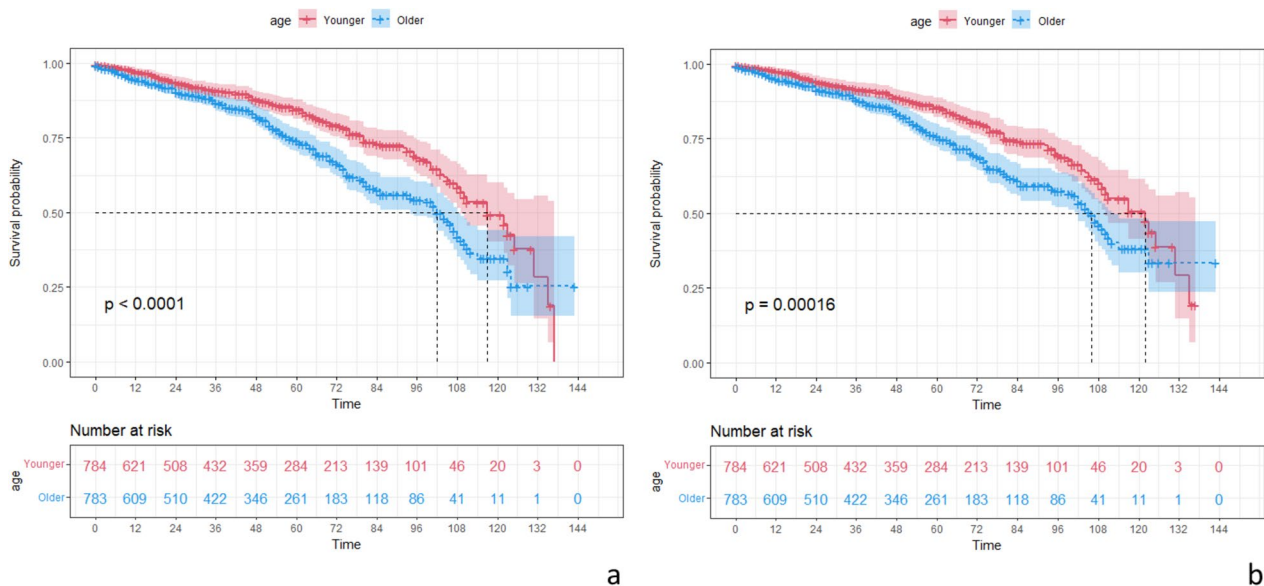 age Younger Older
1.00
0.75
0.50
0.25
0.00
Survival probability
p < 0.0001
0 12 24 36 48 60 72 84 96 108 120 132 144
Time
Number at risk
age
Younger 784 621 508 432 359 284 213 139 101 46 20 3 0
Older 783 609 510 422 346 261 183 118 86 41 11 1 0
0 12 24 36 48 60 72 84 96 108 120 132 144
Time
a
age Younger Older
1.00
0.75
0.50
0.25
0.00
Survival probability
p = 0.00016
0 12 24 36 48 60 72 84 96 108 120 132 144
Time
Number at risk
age
Younger 784 621 508 432 359 284 213 139 101 46 20 3 0
Older 783 609 510 422 346 261 183 118 86 41 11 1 0
0 12 24 36 48 60 72 84 96 108 120 132 144
Time
b